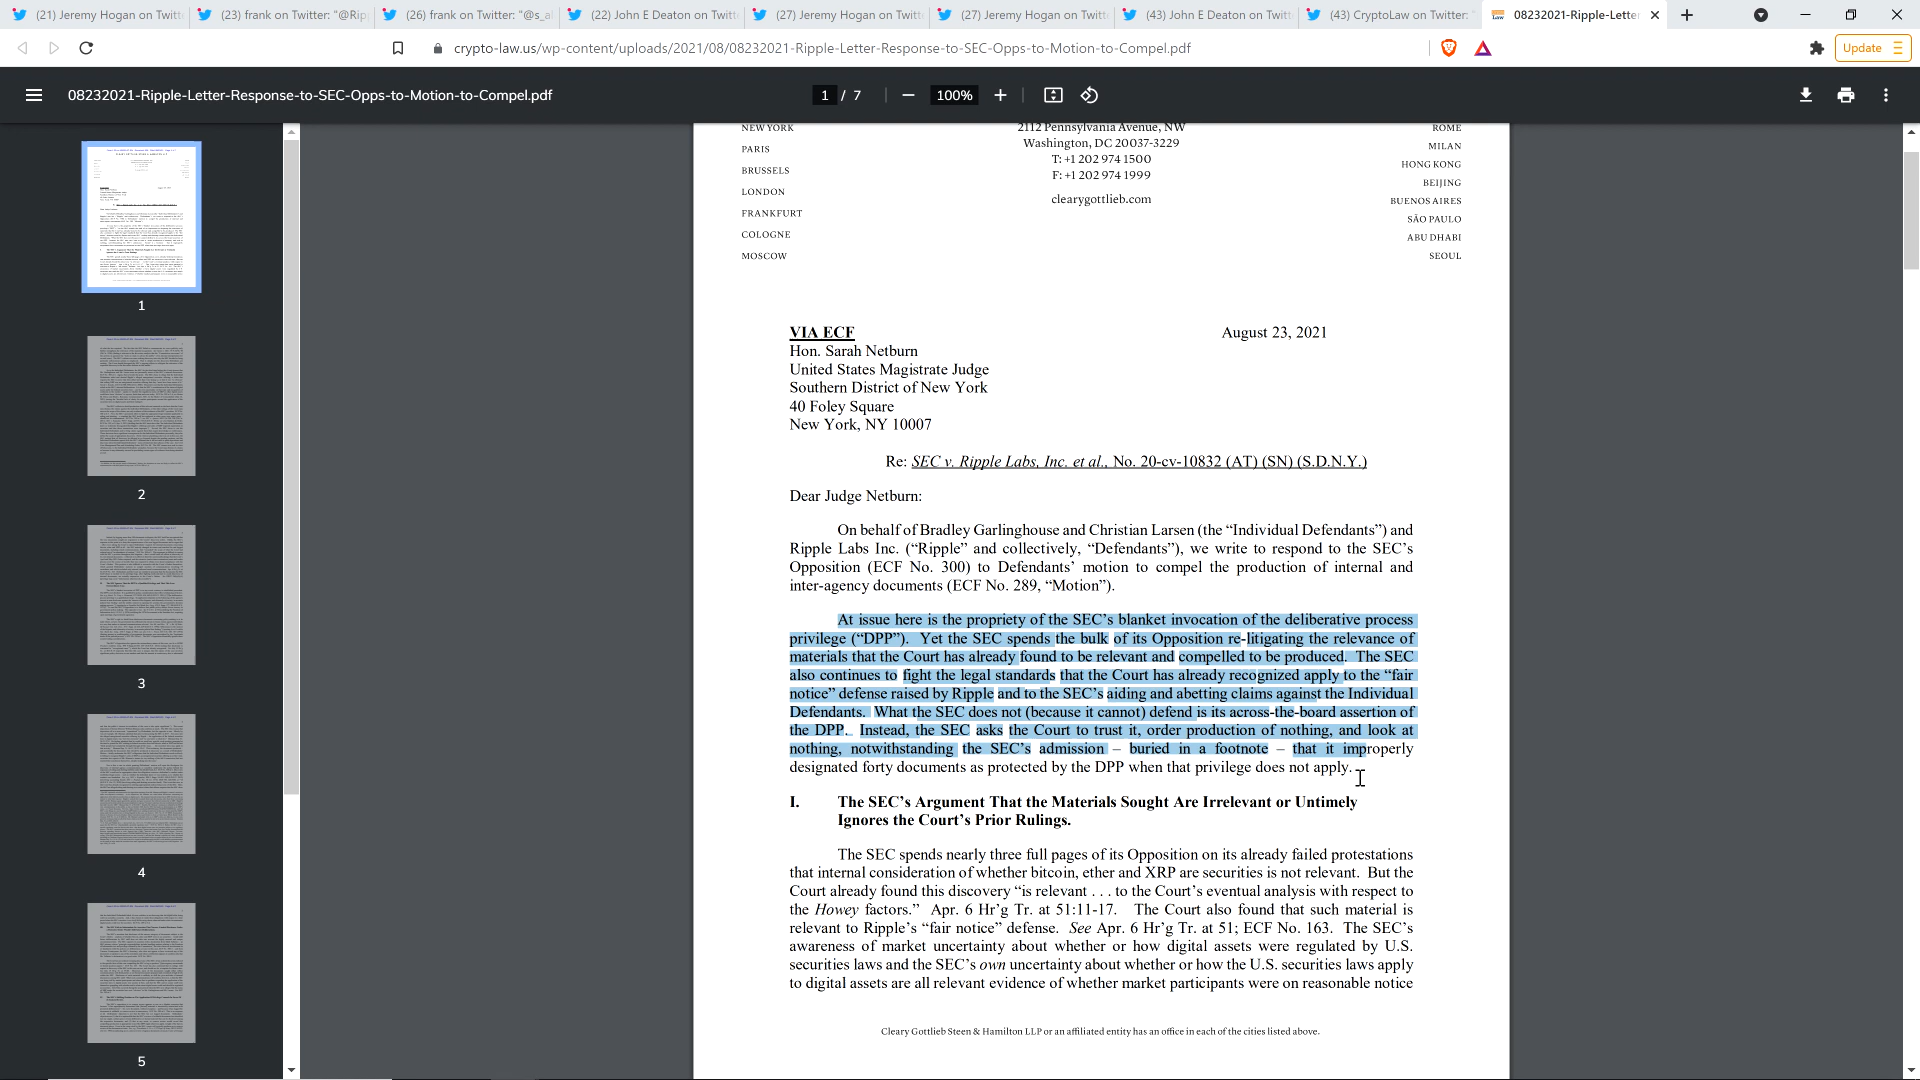 (21) Jeremy Hogan on Twitt
(23) frank on Twitter: "@Rip
(26) frank on Twitter: "@s_al
(22) John E Deaton on Twitt
(27) Jeremy Hogan on Twitt
(27) Jeremy Hogan on Twitt
(43) John E Deaton on Twitt
(43) CryptoLaw on Twitter:
08232021-Ripple-Lette
crypto-law.us/wp-content/uploads/2021/08/08232021-Ripple-Letter-Response-to-SEC-Opps-to-Motion-to-Compel.pdf
Update
08232021-Ripple-Letter-Response-to-SEC-Opps-to-Motion-to-Compel.pdf
1 / 7
100%
1
2
3
4
5
NEW YORK
PARIS
BRUSSELS
LONDON
FRANKFURT
COLOGNE
MOSCOW
2112 Pennsylvania Avenue, NW
Washington, DC 20037-3229
T: +1 202 974 1500
F: +1 202 974 1999
clearygottlieb.com
ROME
MILAN
HONG KONG
BEIJING
BUENOS AIRES
SÃO PAULO
ABU DHABI
SEOUL
VIA ECF
August 23, 2021
Hon. Sarah Netburn
United States Magistrate Judge
Southern District of New York
40 Foley Square
New York, NY 10007
Re: SEC v. Ripple Labs, Inc. et al., No. 20-cv-10832 (AT) (SN) (S.D.N.Y.)
Dear Judge Netburn:
On behalf of Bradley Garlinghouse and Christian Larsen (the “Individual Defendants”) and
Ripple Labs Inc. (“Ripple” and collectively, “Defendants”), we write to respond to the SEC’s
Opposition (ECF No. 300) to Defendants’ motion to compel the production of internal and
inter-agency documents (ECF No. 289, “Motion”).
At issue here is the propriety of the SEC’s blanket invocation of the deliberative process
privilege (“DPP”). Yet the SEC spends the bulk of its Opposition re-litigating the relevance of
materials that the Court has already found to be relevant and compelled to be produced. The SEC
also continues to fight the legal standards that the Court has already recognized apply to the “fair
notice” defense raised by Ripple and to the SEC’s aiding and abetting claims against the Individual
Defendants. What the SEC does not (because it cannot) defend is its across-the-board assertion of
the DPP. Instead, the SEC asks the Court to trust it, order production of nothing, and look at
nothing, notwithstanding the SEC’s admission – buried in a footnote – that it improperly
designated forty documents as protected by the DPP when that privilege does not apply.
I. The SEC’s Argument That the Materials Sought Are Irrelevant or Untimely
Ignores the Court’s Prior Rulings.
The SEC spends nearly three full pages of its Opposition on its already failed protestations
that internal consideration of whether bitcoin, ether and XRP are securities is not relevant. But the
Court already found this discovery “is relevant . . . to the Court’s eventual analysis with respect to
the Howey factors.” Apr. 6 Hr’g Tr. at 51:11-17. The Court also found that such material is
relevant to Ripple’s “fair notice” defense. See Apr. 6 Hr’g Tr. at 51; ECF No. 163. The SEC’s
awareness of market uncertainty about whether or how digital assets were regulated by U.S.
securities laws and the SEC’s own uncertainty about whether or how the U.S. securities laws apply
to digital assets are all relevant evidence of whether market participants were on reasonable notice
Cleary Gottlieb Steen & Hamilton LLP or an affiliated entity has an office in each of the cities listed above.